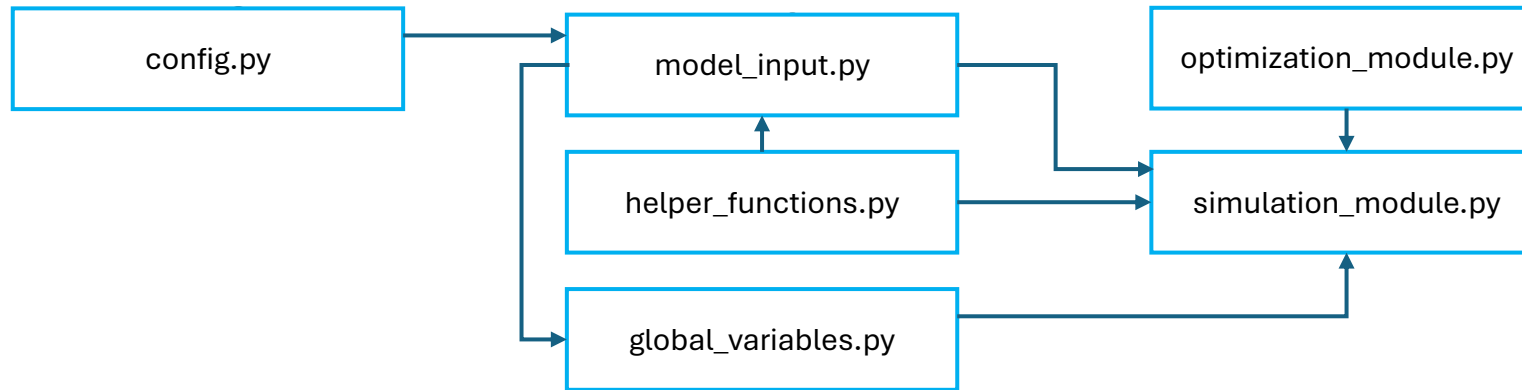 config.py
model_input.py
optimization_module.py
helper_functions.py
simulation_module.py
global_variables.py